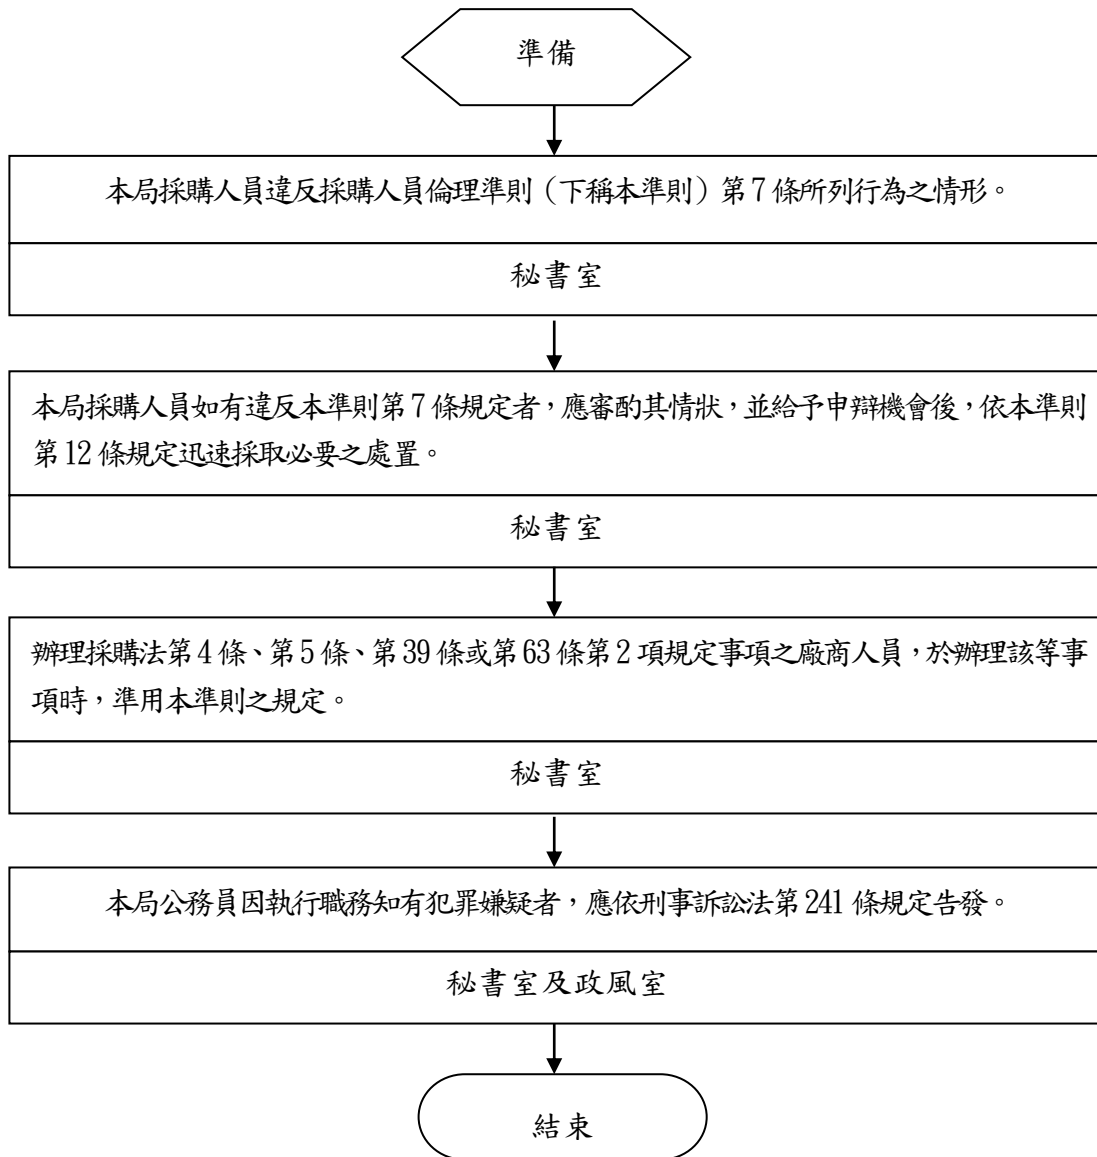 準備
本局採購人員違反採購人員倫理準則（下稱本準則）第7條所列行為之情形。
秘書室
本局採購人員如有違反本準則第7條規定者，應審酌其情狀，並給予申辯機會後，依本準則
第12條規定迅速採取必要之處置。
秘書室
辦理採購法第4條、第5條、第39條或第63條第2項規定事項之廠商人員，於辦理該等事
項時，準用本準則之規定。
秘書室
本局公務員因執行職務知有犯罪嫌疑者，應依刑事訴訟法第241條規定告發。
秘書室及政風室
結束